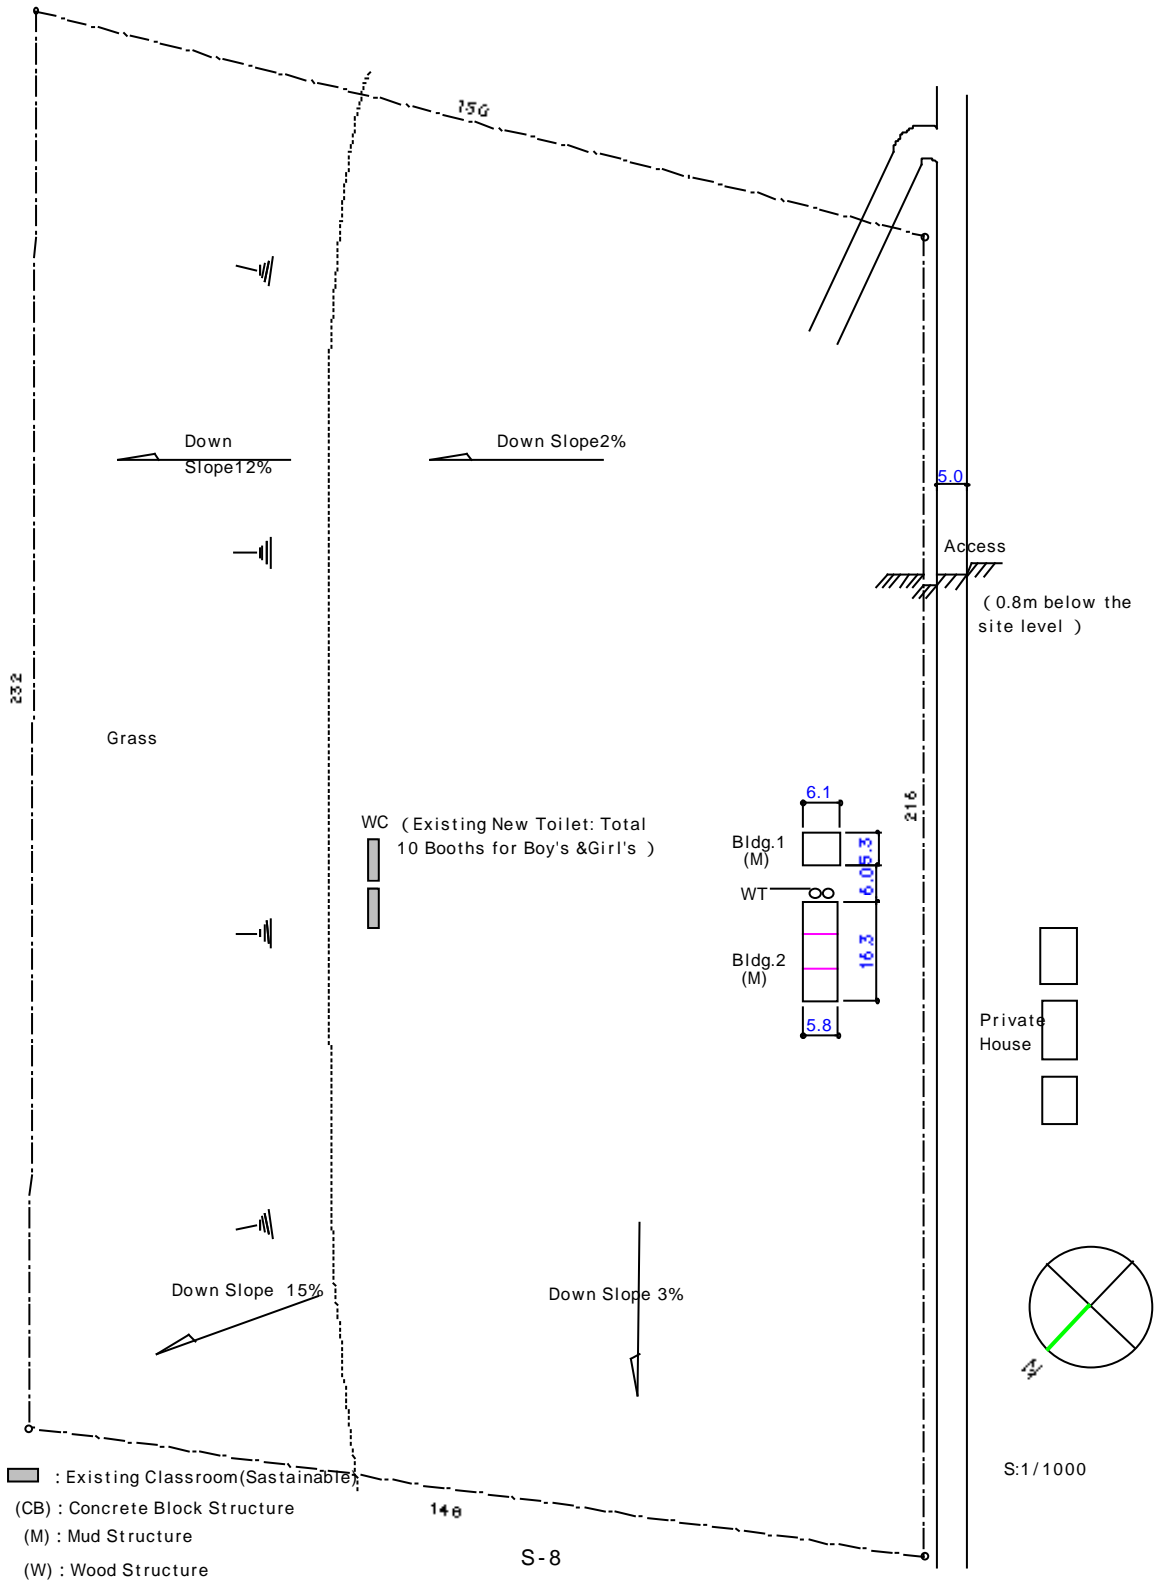 150
Down
Slope12%
Down Slope2%
5.0
Access
(0.8m below the
site level )
232
Grass
216
6.1
WC (Existing New Toilet: Total
10 Booths for Boy's &Girl's )
Bldg.1
(M)
5.3
6.0
WT
16.3
Bldg.2
(M)
5.8
Private
House
Down Slope 15%
Down Slope 3%
N
: Existing Classroom(Sastainable)
S:1/1000
(CB) : Concrete Block Structure
148
(M) : Mud Structure
S-8
(W) : Wood Structure